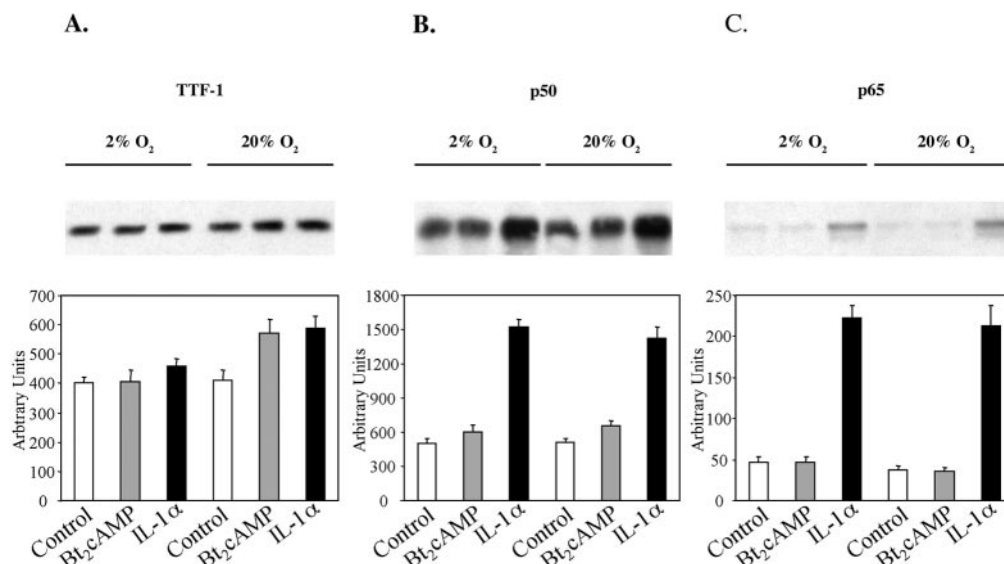 A. B. C.
TTF-1 p50 p65
2% O₂ 20% O₂ 2% O₂ 20% O₂ 2% O₂ 20% O₂
700 1800 250
600 1500 200
500 1200 150
400 900 100
300 600 50
200 300 0
100 0
0
Arbtrary Units Arbitrary Units Arbitrary Units
Control Bt₂cAMP IL-1α Control Bt₂cAMP IL-1α Control Bt₂cAMP IL-1α Control Bt₂cAMP IL-1α Control Bt₂cAMP IL-1α Control Bt₂cAMP IL-1α